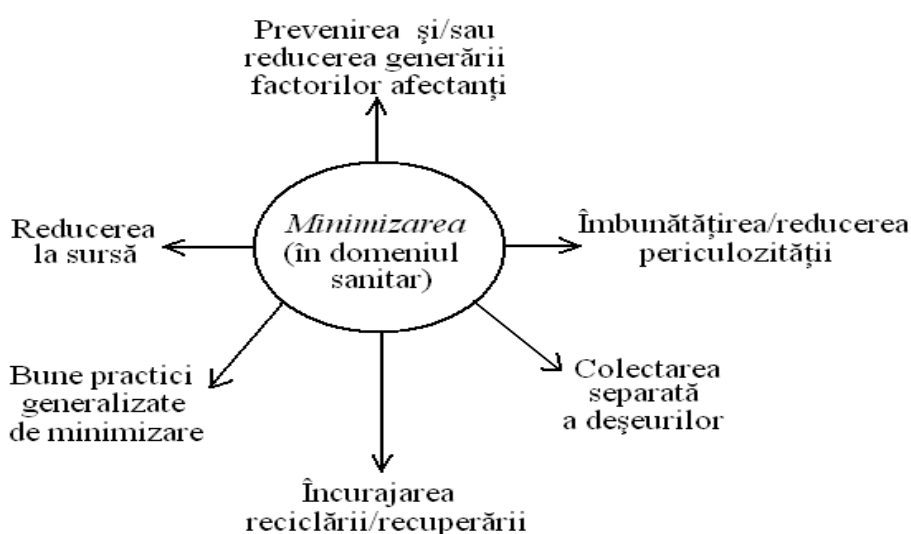 Prevenirea şi/sau
reducerea generării
factorilor afectanţi
Reducerea
la sursă
Minimizarea
(în domeniul
sanitar)
Îmbunătăţirea/reducerea
periculozităţii
Bune practici
generalizate
de minimizare
Colectarea
separată
a deşeurilor
Încurajarea
reciclării/recuperării